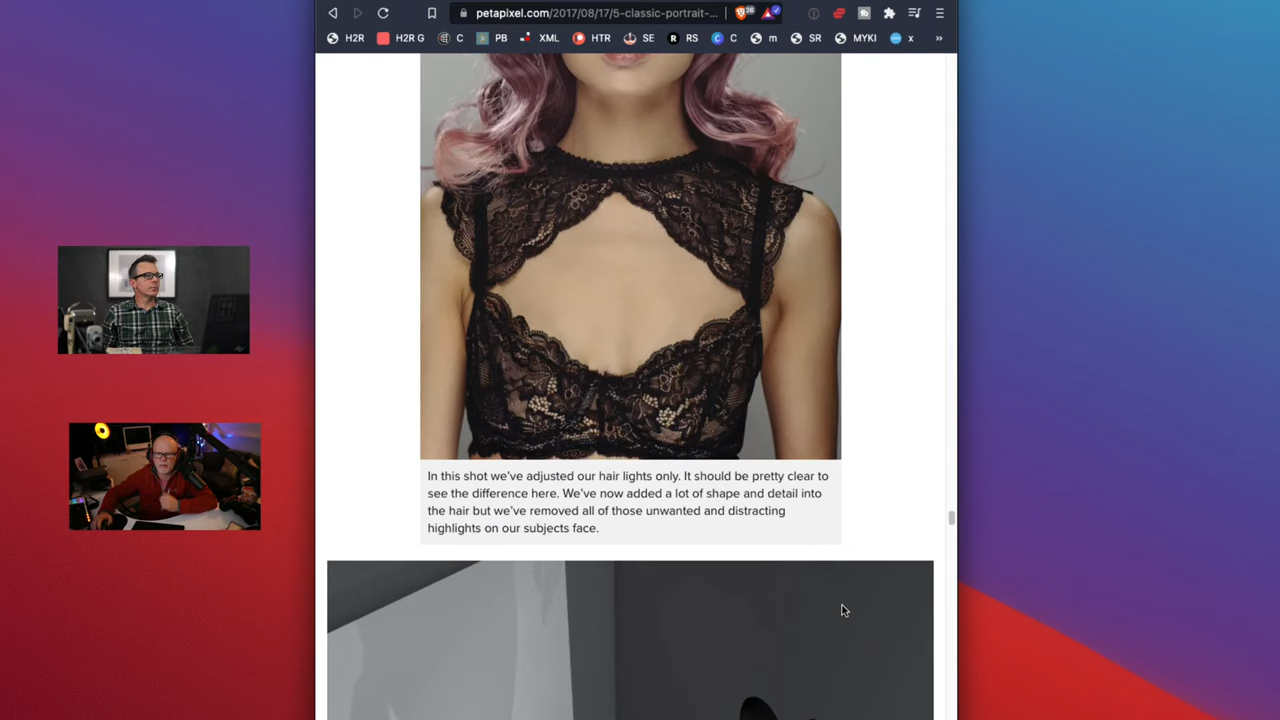 petapixel.com/2017/08/17/5-classic-portrait-...
26
H2R H2R G C PB XML HTR SE RS C m SR MYKI x »
In this shot we've adjusted our hair lights only. It should be pretty clear to
see the difference here. We've now added a lot of shape and detail into
the hair but we've removed all of those unwanted and distracting
highlights on our subjects face.